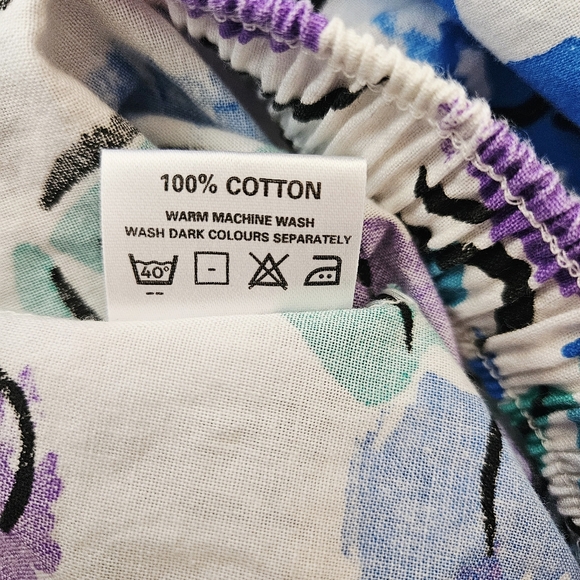 100% COTTON
WARM MACHINE WASH
WASH DARK COLOURS SEPARATELY
40°